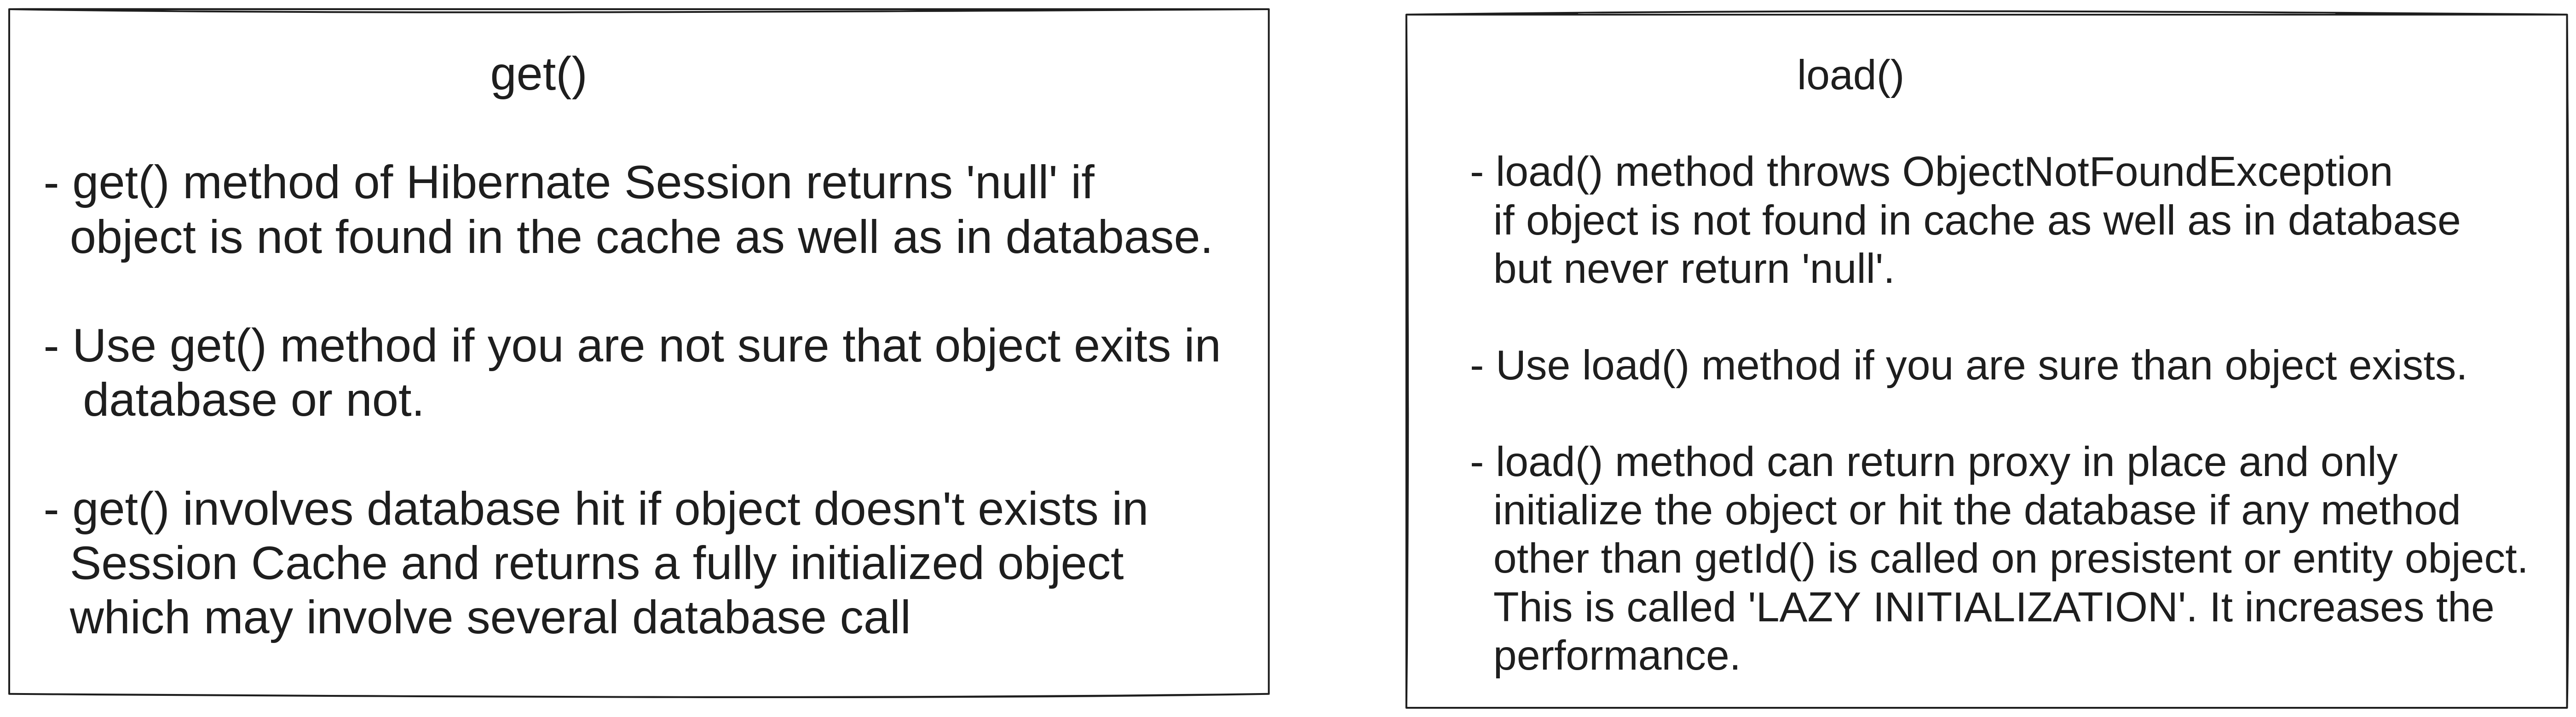 get()
- get() method of Hibernate Session returns 'null' if
object is not found in the cache as well as in database.
- Use get() method if you are not sure that object exits in
database or not.
- get() involves database hit if object doesn't exists in
Session Cache and returns a fully initialized object
which may involve several database call
load()
- load() method throws ObjectNotFoundException
if object is not found in cache as well as in database
but never return 'null'.
- Use load() method if you are sure than object exists.
- load() method can return proxy in place and only
initialize the object or hit the database if any method
other than getId() is called on presistent or entity object.
This is called 'LAZY INITIALIZATION'. It increases the
performance.